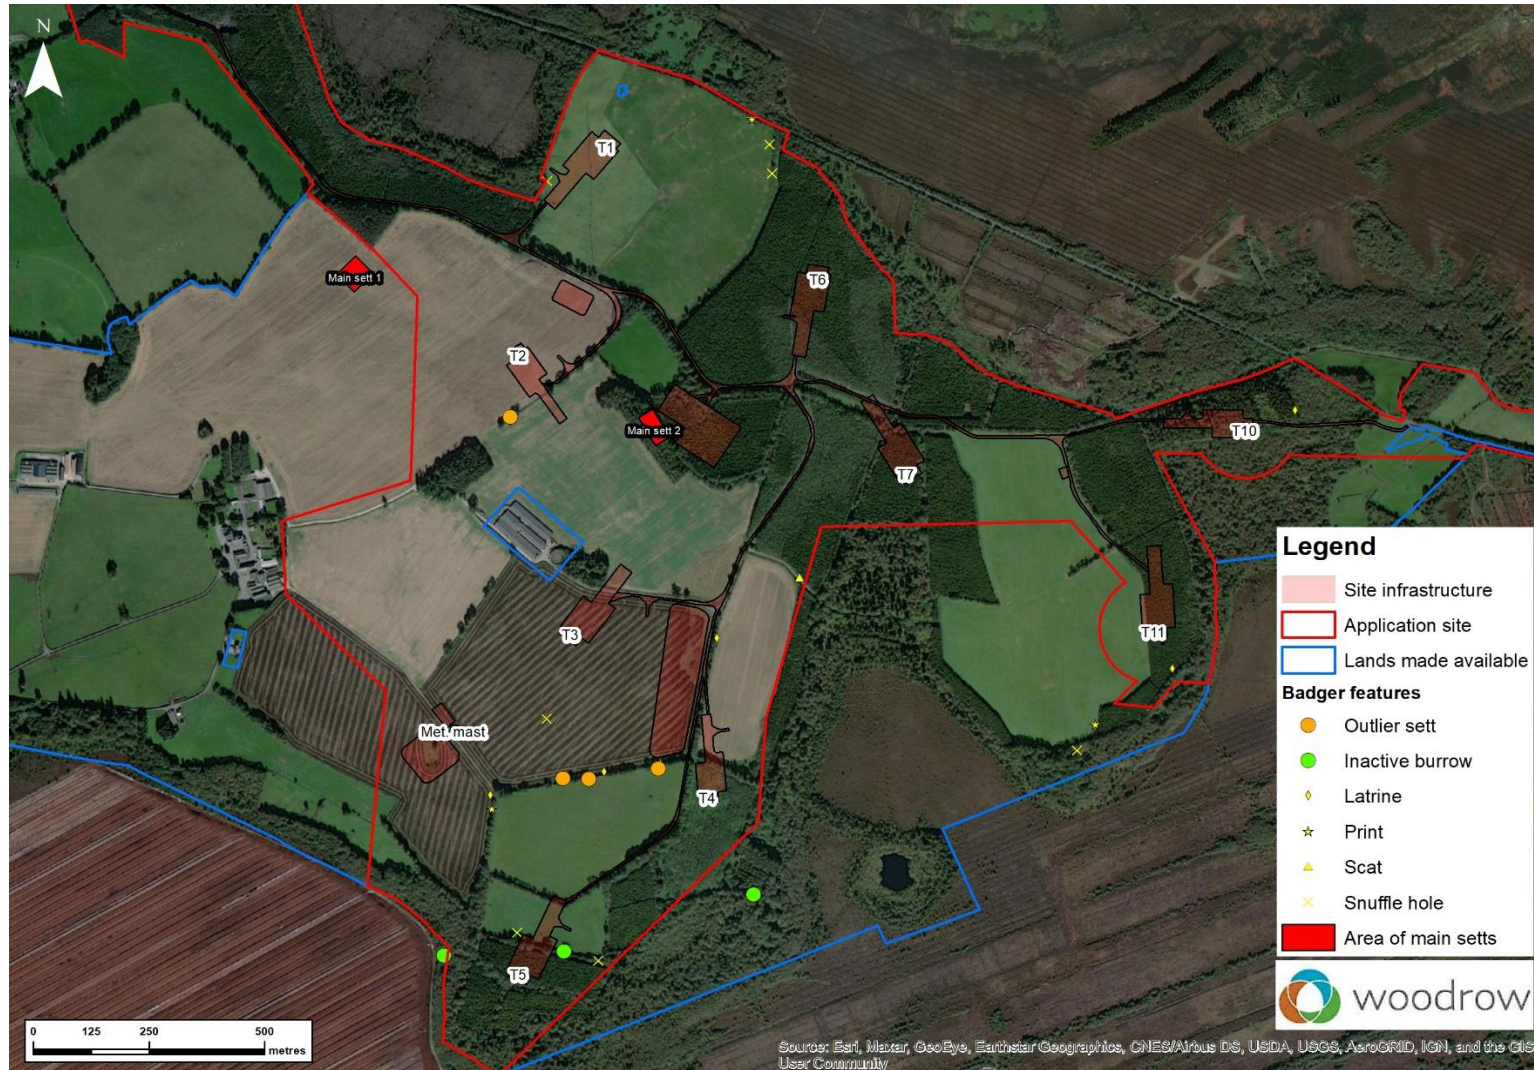 N
T1
T6
Main sett 1
T2
Main sett 2
T10
T7
T3
T11
Met. mast
T4
T5
Legend
Site infrastructure
Application site
Lands made available
Badger features
Outlier sett
Inactive burrow
Latrine
Print
Scat
Snuffle hole
Area of main setts
woodrow
0 125 250 500
metres
Source: Esri, Maxar, GeoEye, Earthstar Geographics, CNES/Airbus DS, USDA, USGS, AeroGRID, IGN, and the GIS
User Community